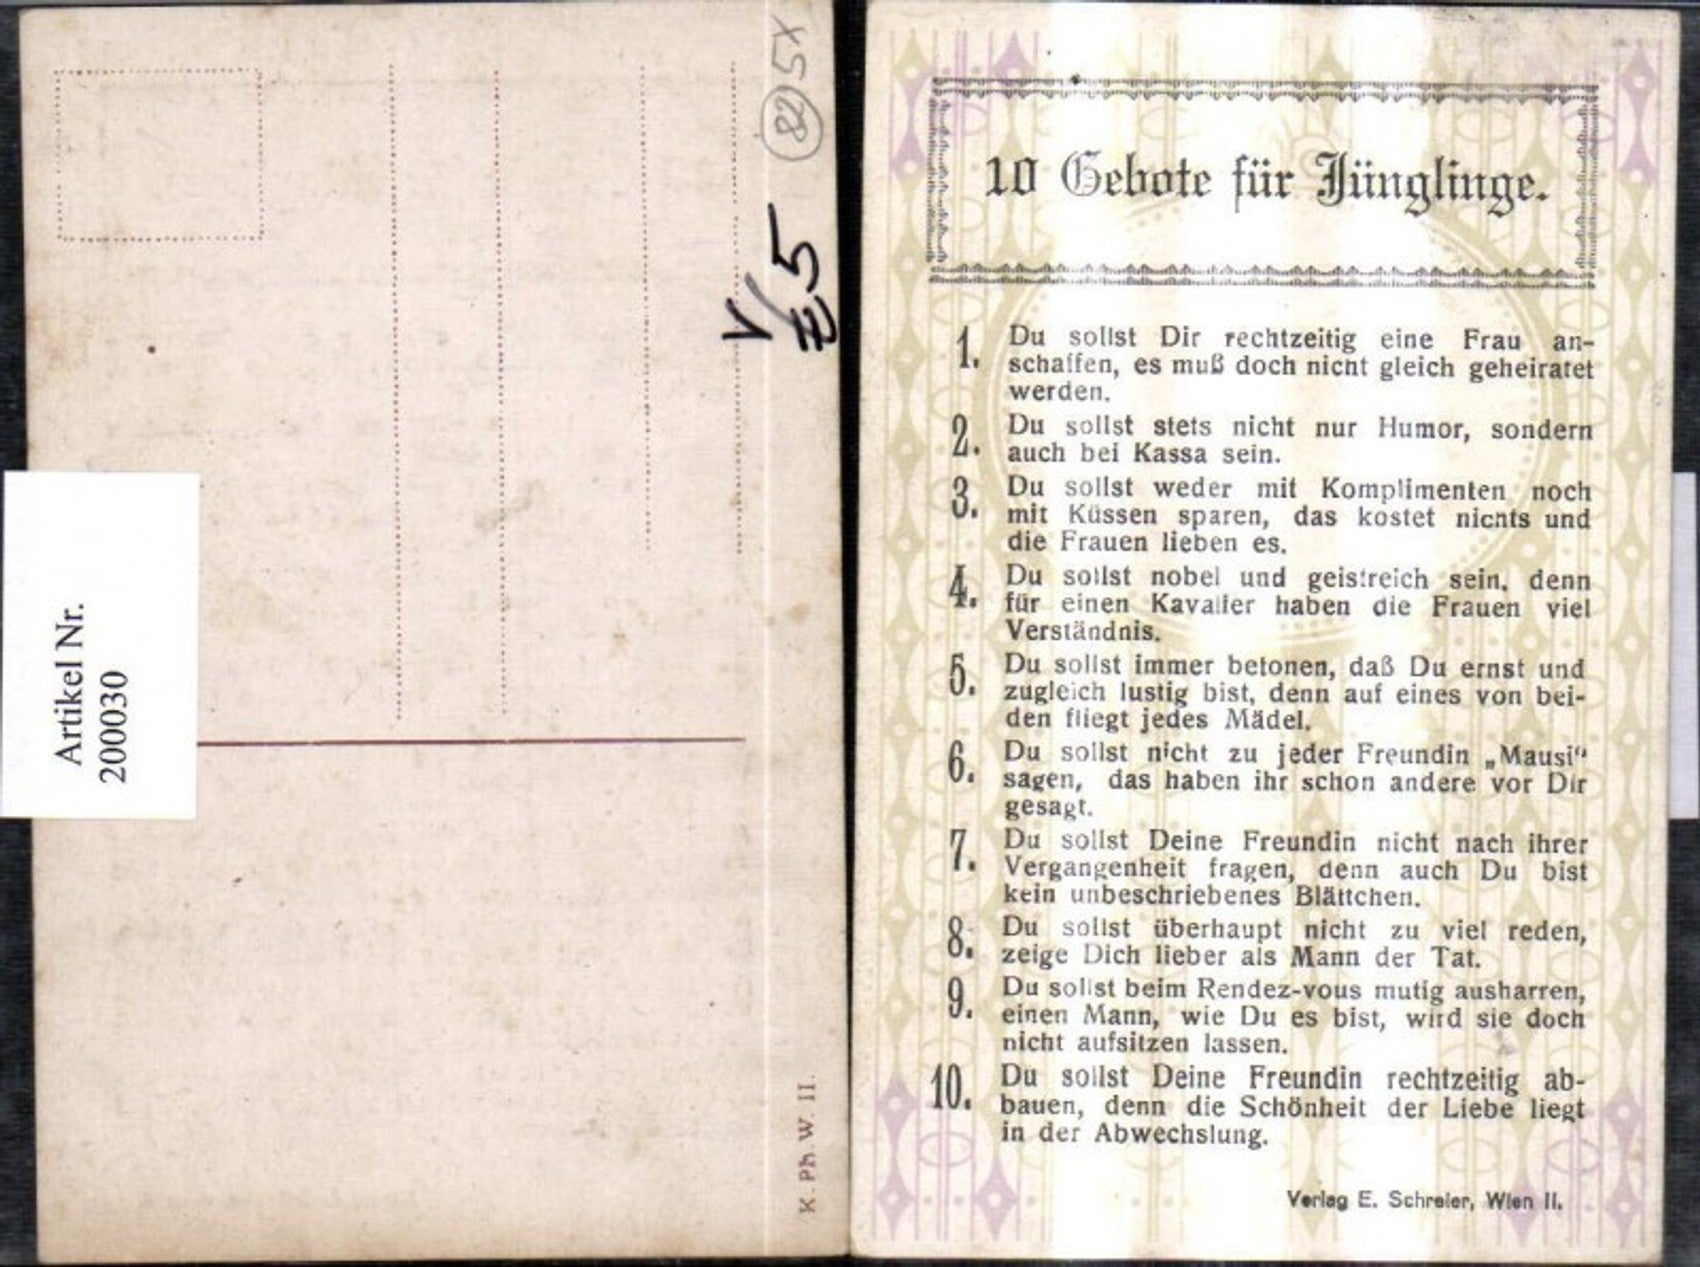 82 5X
V/
Artikel Nr.
200030
K. Ph. W. II.
10 Gebote für Jünglinge.
1. Du sollst Dir rechtzeitig eine Frau an-
schaffen, es muß doch nicht gleich geheiratet
werden.
2. Du sollst stets nicht nur Humor, sondern
auch bei Kassa sein.
3. Du sollst weder mit Komplimenten noch
mit Küssen sparen, das kostet nichts und
die Frauen lieben es.
4. Du sollst nobel und geistreich sein, denn
für einen Kavalier haben die Frauen viel
Verständnis.
5. Du sollst immer betonen, daß Du ernst und
zugleich lustig bist, denn auf eines von bei-
den fliegt jedes Mädel.
6. Du sollst nicht zu jeder Freundin „Mausi“
sagen, das haben ihr schon andere vor Dir
gesagt.
7. Du sollst Deine Freundin nicht nach ihrer
Vergangenheit fragen, denn auch Du bist
kein unbeschriebenes Blättchen.
8. Du sollst überhaupt nicht zu viel reden,
zeige Dich lieber als Mann der Tat.
9. Du sollst beim Rendez-vous mutig ausharren,
einen Mann, wie Du es bist, wird sie doch
nicht aufsitzen lassen.
10. Du sollst Deine Freundin rechtzeitig ab-
bauen, denn die Schönheit der Liebe liegt
in der Abwechslung.
Verlag E. Schreier, Wien II.